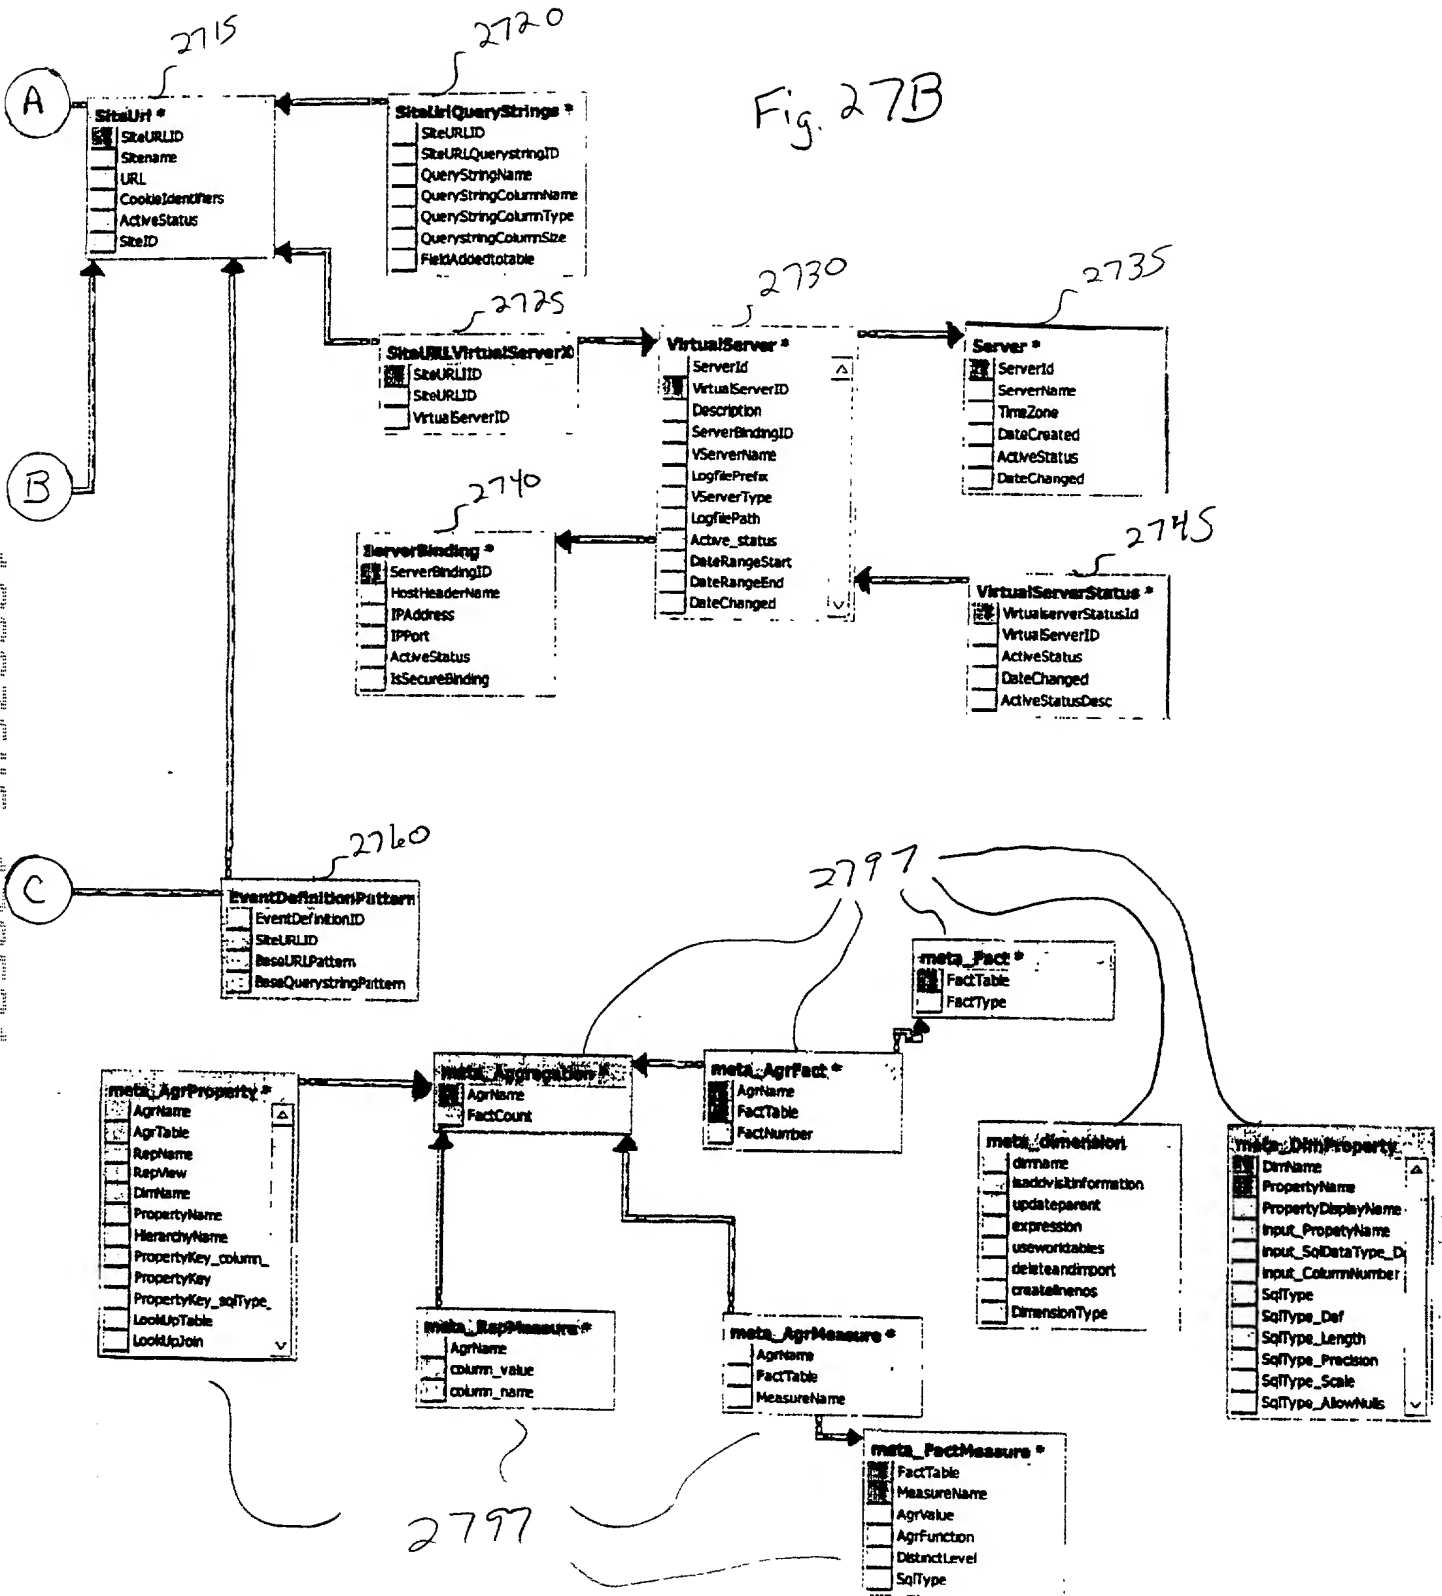 2715
2720
Fig. 27B
A
SiteUrl *
SiteURLID
Sitename
URL
CookieIdentifiers
ActiveStatus
SiteID
SiteUrlQueryStrings *
SiteURLID
SiteURLQuerystringID
QueryStringName
QueryStringColumnName
QueryStringColumnType
QuerystringColumnSize
FieldAddedtotable
2725
SiteURLVirtualServerX
SiteURLIID
SiteURLID
VirtualServerID
2730
VirtualServer *
ServerId
VirtualServerID
Description
ServerBindingID
VServerName
LogfilePrefix
VServerType
LogfilePath
Active_status
DateRangeStart
DateRangeEnd
DateChanged
2735
Server *
ServerId
ServerName
TimeZone
DateCreated
ActiveStatus
DateChanged
B
2740
ServerBinding *
ServerBindingID
HostHeaderName
IPAddress
IPPort
ActiveStatus
IsSecureBinding
2745
VirtualServerStatus *
VirtualserverStatusId
VirtualServerID
ActiveStatus
DateChanged
ActiveStatusDesc
C
2760
EventDefinitionPattern
EventDefinitionID
SiteURLID
BaseURLPattern
BaseQuerystringPattern
2797
meta_Fact *
FactTable
FactType
meta_AgrProperty *
AgrName
AgrTable
RepName
RepView
DimName
PropertyName
HierarchyName
PropertyKey_column_
PropertyKey
PropertyKey_sqlType_
LookUpTable
LookUpJoin
meta_Aggregation *
AgrName
FactCount
meta_AgrFact *
AgrName
FactTable
FactNumber
meta_dimension
dimname
isaddvisitinformation
updateparent
expression
useworktables
deleteandimport
createlinenos
DimensionType
meta_DimProperty
DimName
PropertyName
PropertyDisplayName
Input_PropetyName
Input_SqlDataType_D
Input_ColumnNumber
SqlType
SqlType_Def
SqlType_Length
SqlType_Precision
SqlType_Scale
SqlType_AllowNulls
meta_RepMeasure *
AgrName
column_value
column_name
meta_AgrMeasure *
AgrName
FactTable
MeasureName
meta_FactMeasure *
FactTable
MeasureName
AgrValue
AgrFunction
DistinctLevel
SqlType
2797